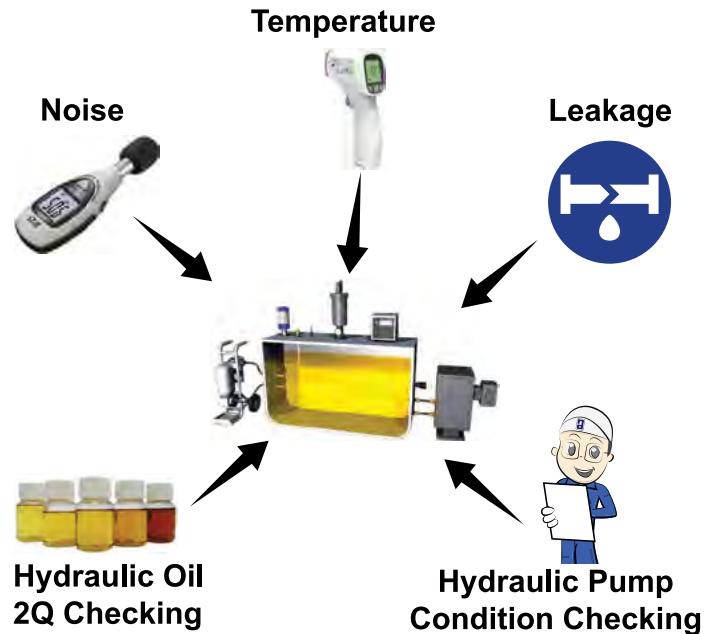 Temperature
Noise
Leakage
Hydraulic Oil
2Q Checking
Hydraulic Pump
Condition Checking